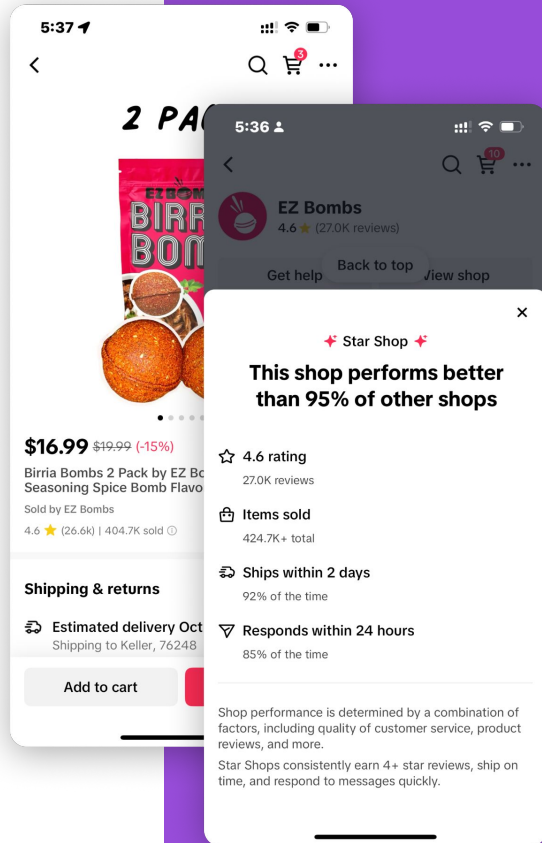 5:37
3
2 PA
EZ BOM
BIRR
BOM
$16.99 $19.99 (-15%)
Birria Bombs 2 Pack by EZ Bo
Seasoning Spice Bomb Flavo
Sold by EZ Bombs
4.6 ⭐ (26.6k) | 404.7K sold ⓘ
Shipping & returns
Estimated delivery Oct
Shipping to Keller, 76248
Add to cart
5:36
10
EZ Bombs
4.6 ⭐ (27.0K reviews)
Back to top
Get help
View shop
Star Shop
This shop performs better
than 95% of other shops
4.6 rating
27.0K reviews
Items sold
424.7K+ total
Ships within 2 days
92% of the time
Responds within 24 hours
85% of the time
Shop performance is determined by a combination of
factors, including quality of customer service, product
reviews, and more.
Star Shops consistently earn 4+ star reviews, ship on
time, and respond to messages quickly.